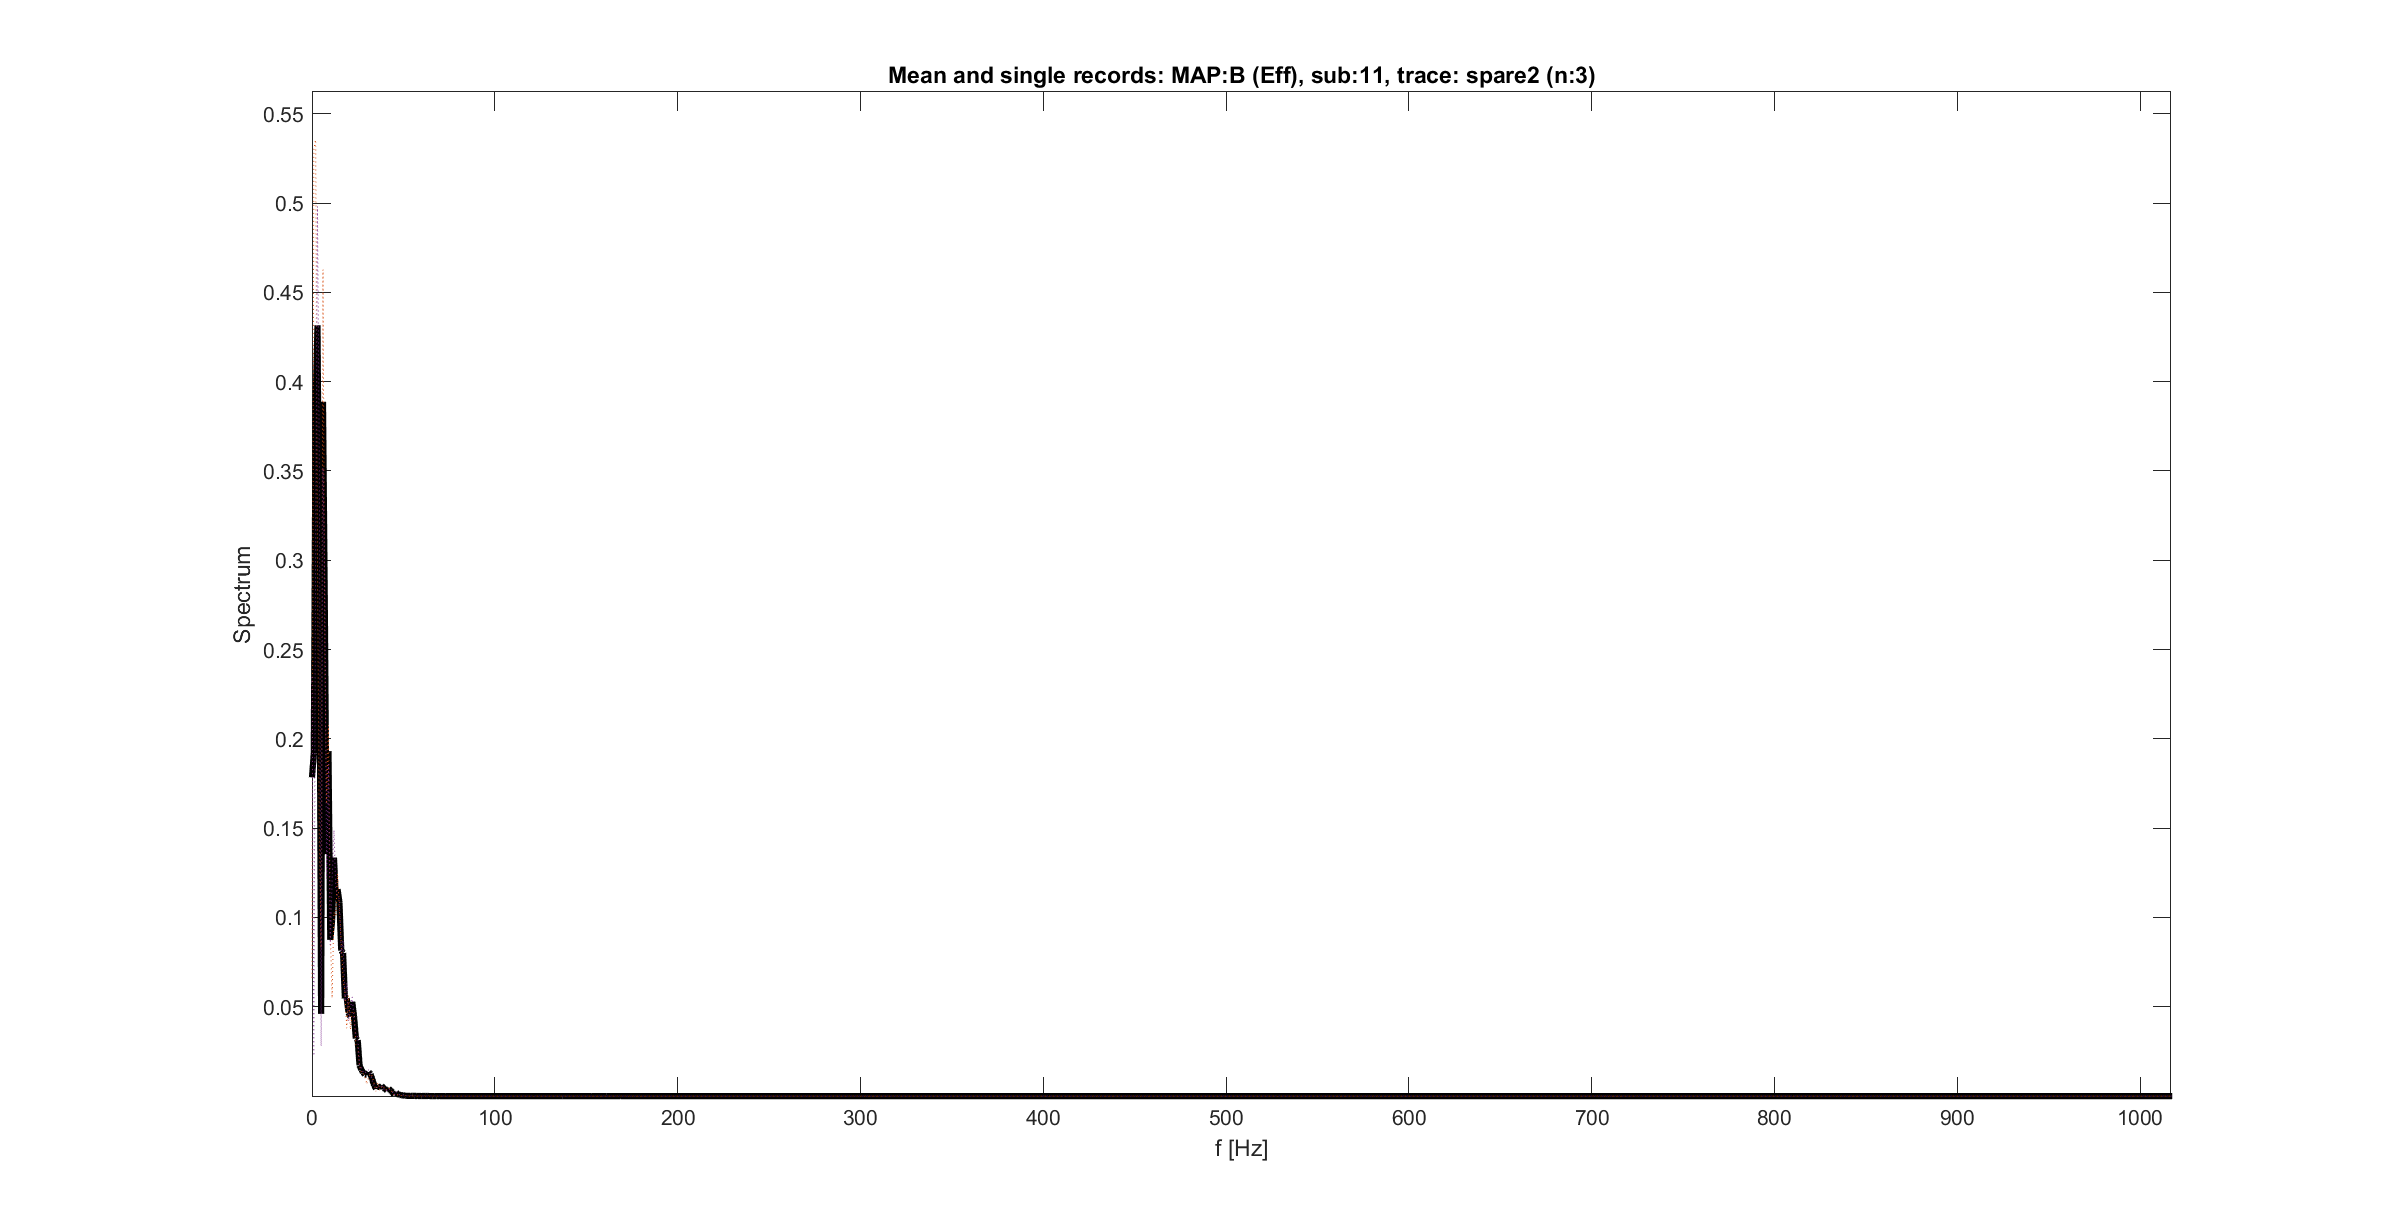 Mean and single records: MAP:B (Eff), sub:11, trace: spare2 (n:3)
0.55
0.5
0.45
0.4
0.35
0.3
0.25
0.2
0.15
0.1
0.05
Spectrum
0 100 200 300 400 500 600 700 800 900 1000
f [Hz]